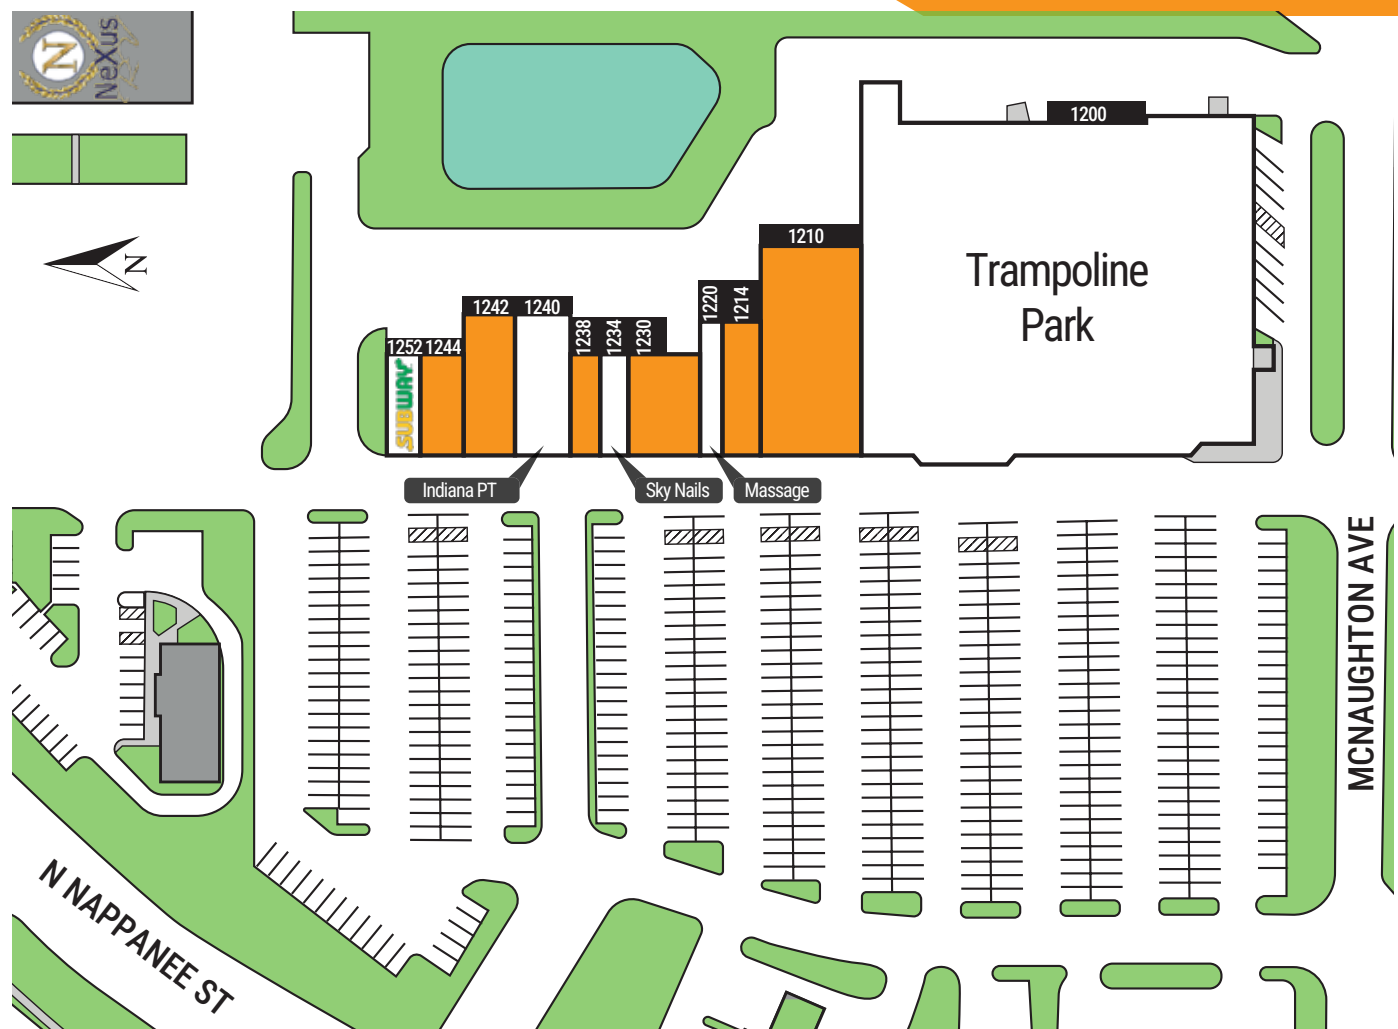 N
NeXus
N
1200
1210
Trampoline
Park
1220
1214
1242
1240
1238
1234
1230
1252
1244
SUBWAY
Indiana PT
Sky Nails
Massage
MCNAUGHTON AVE
N NAPPANEE ST